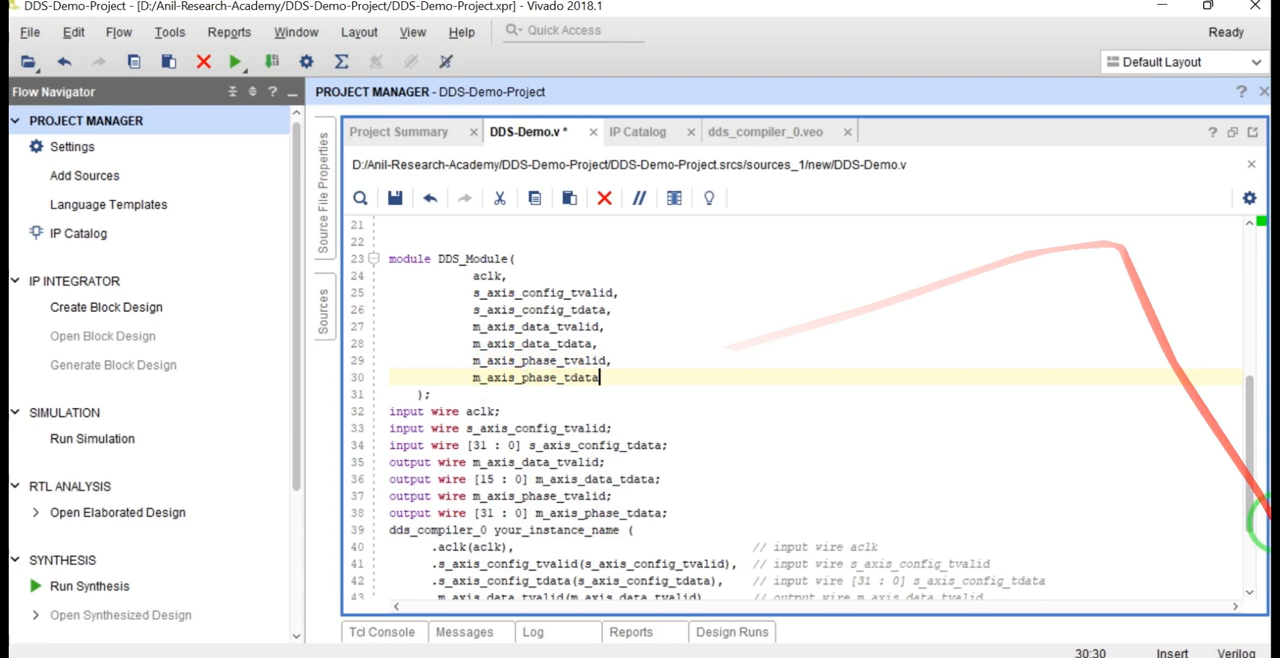 DDS-Demo-Project - [D:/Anil-Research-Academy/DDS-Demo-Project/DDS-Demo-Project.xpr] - Vivado 2018.1
File Edit Flow Tools Reports Window Layout View Help Quick Access Ready
Default Layout
Flow Navigator
PROJECT MANAGER - DDS-Demo-Project
PROJECT MANAGER
Settings
Add Sources
Language Templates
IP Catalog
IP INTEGRATOR
Create Block Design
Open Block Design
Generate Block Design
SIMULATION
Run Simulation
RTL ANALYSIS
Open Elaborated Design
SYNTHESIS
Run Synthesis
Open Synthesized Design
Source File Properties
Sources
Project Summary DDS-Demo.v * IP Catalog dds_compiler_0.veo
D:/Anil-Research-Academy/DDS-Demo-Project/DDS-Demo-Project.srcs/sources_1/new/DDS-Demo.v
21
22
23 module DDS_Module(
24 aclk,
25 s_axis_config_tvalid,
26 s_axis_config_tdata,
27 m_axis_data_tvalid,
28 m_axis_data_tdata,
29 m_axis_phase_tvalid,
30 m_axis_phase_tdata
31 );
32 input wire aclk;
33 input wire s_axis_config_tvalid;
34 input wire [31 : 0] s_axis_config_tdata;
35 output wire m_axis_data_tvalid;
36 output wire [15 : 0] m_axis_data_tdata;
37 output wire m_axis_phase_tvalid;
38 output wire [31 : 0] m_axis_phase_tdata;
39 dds_compiler_0 your_instance_name (
40 .aclk(aclk), // input wire aclk
41 .s_axis_config_tvalid(s_axis_config_tvalid), // input wire s_axis_config_tvalid
42 .s_axis_config_tdata(s_axis_config_tdata), // input wire [31 : 0] s_axis_config_tdata
43 .m_axis_data_tvalid(m_axis_data_tvalid), // output wire m_axis_data_tvalid
Tcl Console Messages Log Reports Design Runs
30:30 Insert Verilog